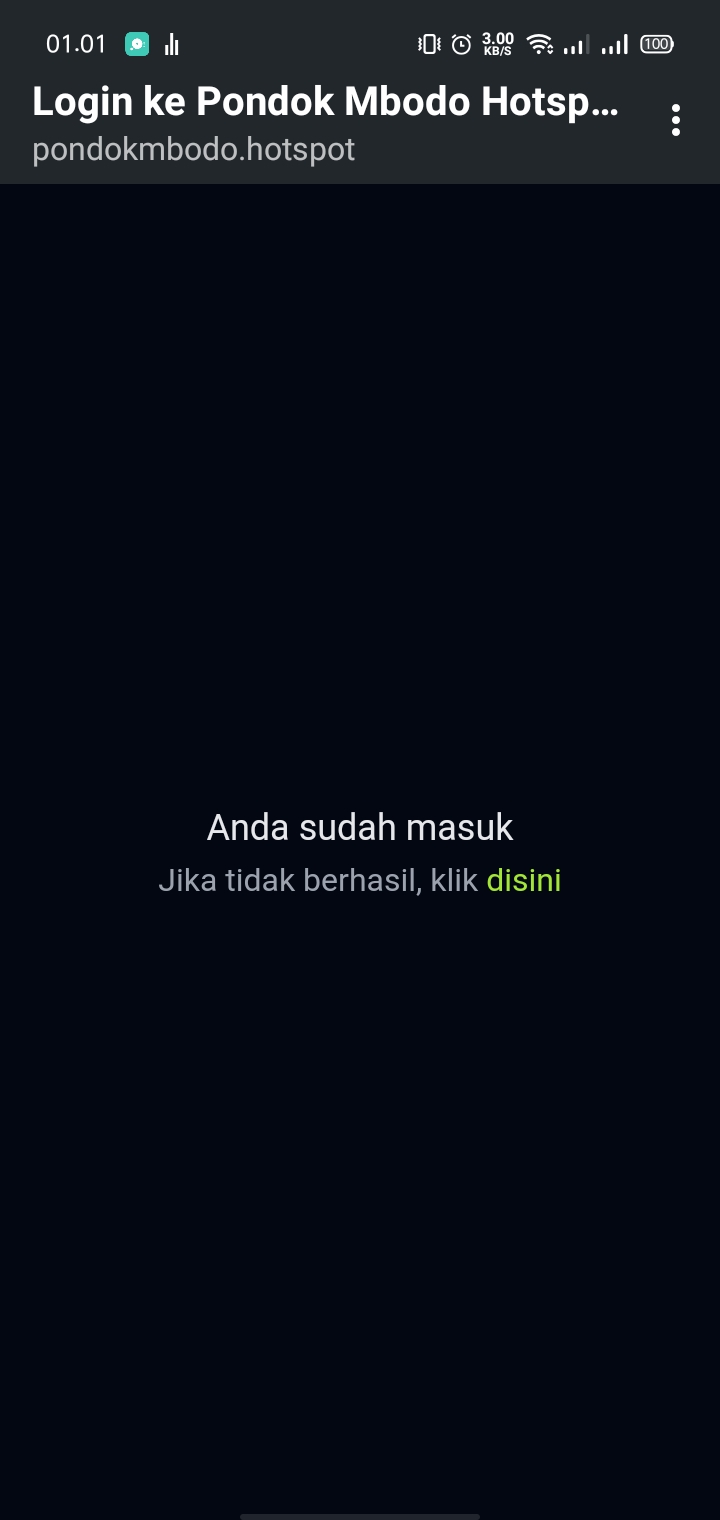 01.01
3.00
KB/S
100
Login ke Pondok Mbodo Hotsp...
pondokmbodo.hotspot
Anda sudah masuk
Jika tidak berhasil, klik disini